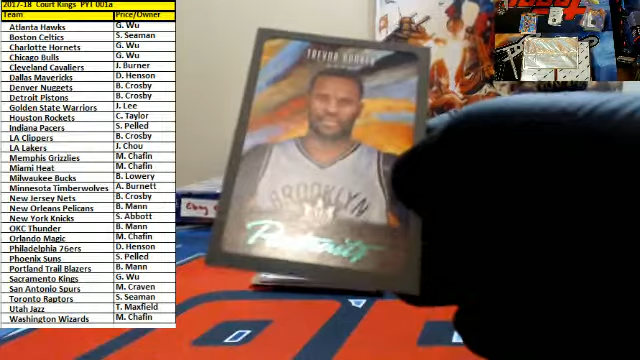 2017-18 Court Kings PYT 001a
Team Price/Owner
Atlanta Hawks G. Wu
Boston Celtics S. Seaman
Charlotte Hornets G. Wu
Chicago Bulls G. Wu
Cleveland Cavaliers J. Burner
Dallas Mavericks D. Henson
Denver Nuggets B. Crosby
Detroit Pistons B. Crosby
Golden State Warriors J. Lee
Houston Rockets C. Taylor
Indiana Pacers S. Pelled
LA Clippers B. Crosby
LA Lakers J. Chou
Memphis Grizzlies M. Chafin
Miami Heat M. Chafin
Milwaukee Bucks B. Lowery
Minnesota Timberwolves A. Burnett
New Jersey Nets B. Crosby
New Orleans Pelicans B. Mann
New York Knicks S. Abbott
OKC Thunder B. Mann
Orlando Magic M. Chafin
Philadelphia 76ers D. Henson
Phoenix Suns S. Pelled
Portland Trail Blazers B. Mann
Sacramento Kings G. Wu
San Antonio Spurs M. Craven
Toronto Raptors S. Seaman
Utah Jazz T. Maxfield
Washington Wizards M. Chafin
TREVOR BOOKER
BROOKLYN
Portraits